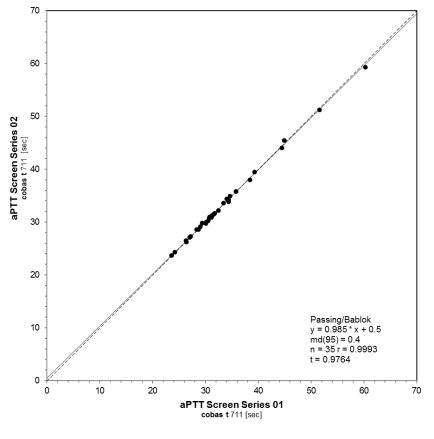 70
60
50
40
30
20
10
0
aPTT Screen Series 02
cobas t 711 [sec]
Passing/Bablok
y = 0.985 * x + 0.5
md(95) = 0.4
n = 35 r = 0.9993
t = 0.9764
0 10 20 30 40 50 60 70
aPTT Screen Series 01
cobas t 711 [sec]